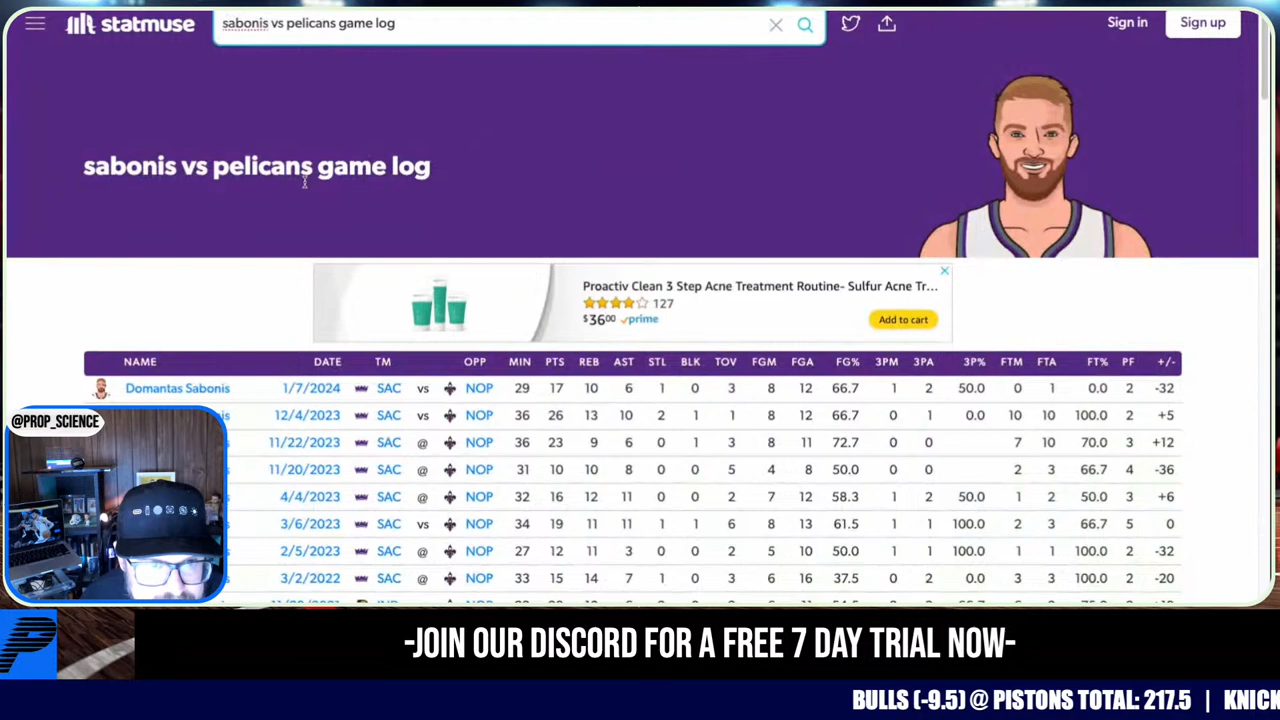 statmuse
sabonis vs pelicans game log
Sign in
Sign up
sabonis vs pelicans game log
Proactiv Clean 3 Step Acne Treatment Routine- Sulfur Acne Tr...
127
$3600 prime
Add to cart
NAME DATE TM OPP MIN PTS REB AST STL BLK TOV FGM FGA FG% 3PM 3PA 3P% FTM FTA FT% PF +/-
Domantas Sabonis 1/7/2024 SAC vs NOP 29 17 10 6 1 0 3 8 12 66.7 1 2 50.0 0 1 0.0 2 -32
12/4/2023 SAC vs NOP 36 26 13 10 2 1 1 8 12 66.7 0 1 0.0 10 10 100.0 2 +5
11/22/2023 SAC @ NOP 36 23 9 6 0 1 3 8 11 72.7 0 0 7 10 70.0 3 +12
11/20/2023 SAC @ NOP 31 10 10 8 0 0 5 4 8 50.0 0 0 2 3 66.7 4 -36
4/4/2023 SAC @ NOP 32 16 12 11 0 0 2 7 12 58.3 1 2 50.0 1 2 50.0 3 +6
3/6/2023 SAC vs NOP 34 19 11 11 1 1 6 8 13 61.5 1 1 100.0 2 3 66.7 5 0
2/5/2023 SAC @ NOP 27 12 11 3 0 0 2 5 10 50.0 1 1 100.0 1 1 100.0 2 -32
3/2/2022 SAC @ NOP 33 15 14 7 1 0 3 6 16 37.5 0 2 0.0 3 3 100.0 2 -20
@PROP_SCIENCE
-JOIN OUR DISCORD FOR A FREE 7 DAY TRIAL NOW-
BULLS (-9.5) @ PISTONS TOTAL: 217.5 | KNICK